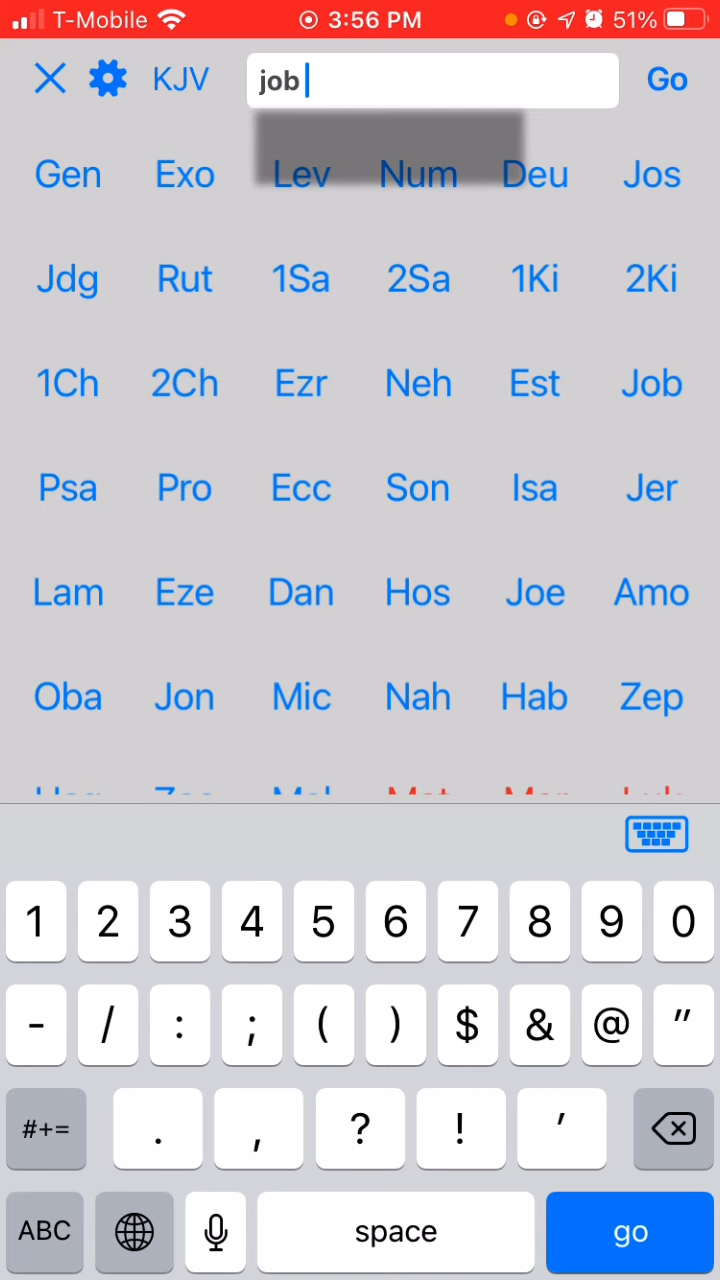 T-Mobile 3:56 PM 51%
KJV job Go
Gen Exo Lev Num Deu Jos
Jdg Rut 1Sa 2Sa 1Ki 2Ki
1Ch 2Ch Ezr Neh Est Job
Psa Pro Ecc Son Isa Jer
Lam Eze Dan Hos Joe Amo
Oba Jon Mic Nah Hab Zep
1 2 3 4 5 6 7 8 9 0
- / : ; ( ) $ & @ "
#+= . , ? ! '
ABC space go